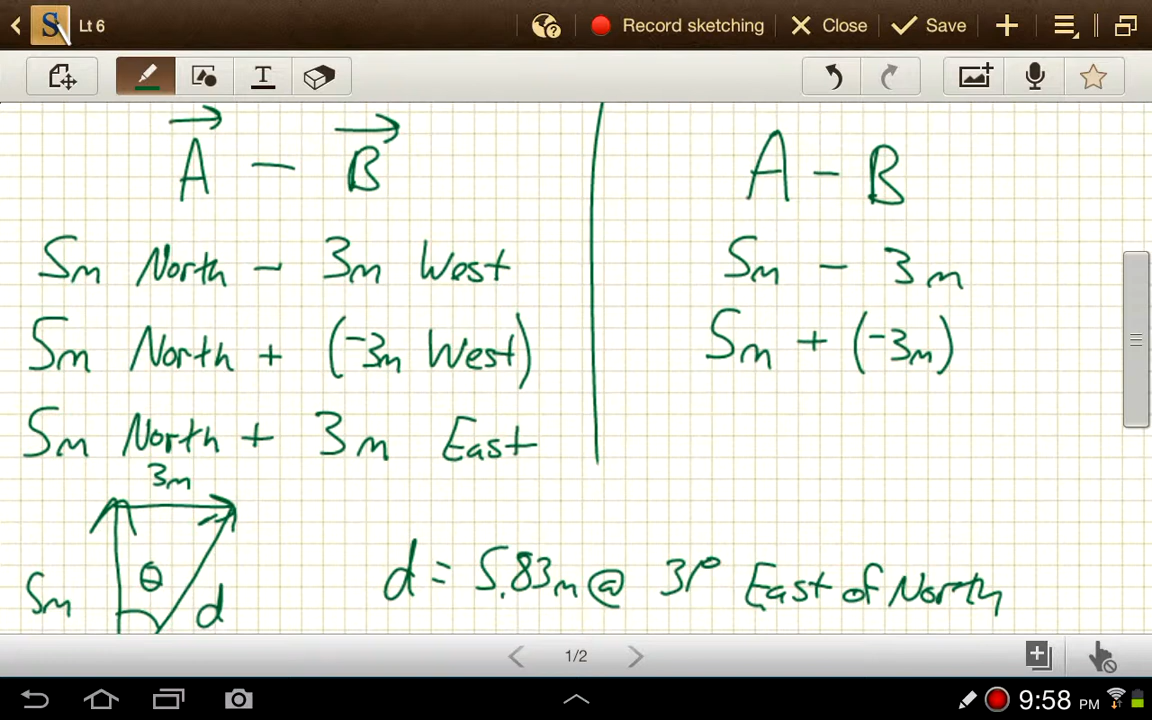 S Lt 6 Record sketching Close Save
T
A - B
5m North - 3m West
5m North + (-3m West)
5m North + 3m East
3m
5m θ d
A - B
5m - 3m
5m + (-3m)
d = 5.83m @ 31° East of North
1/2
9:58 PM